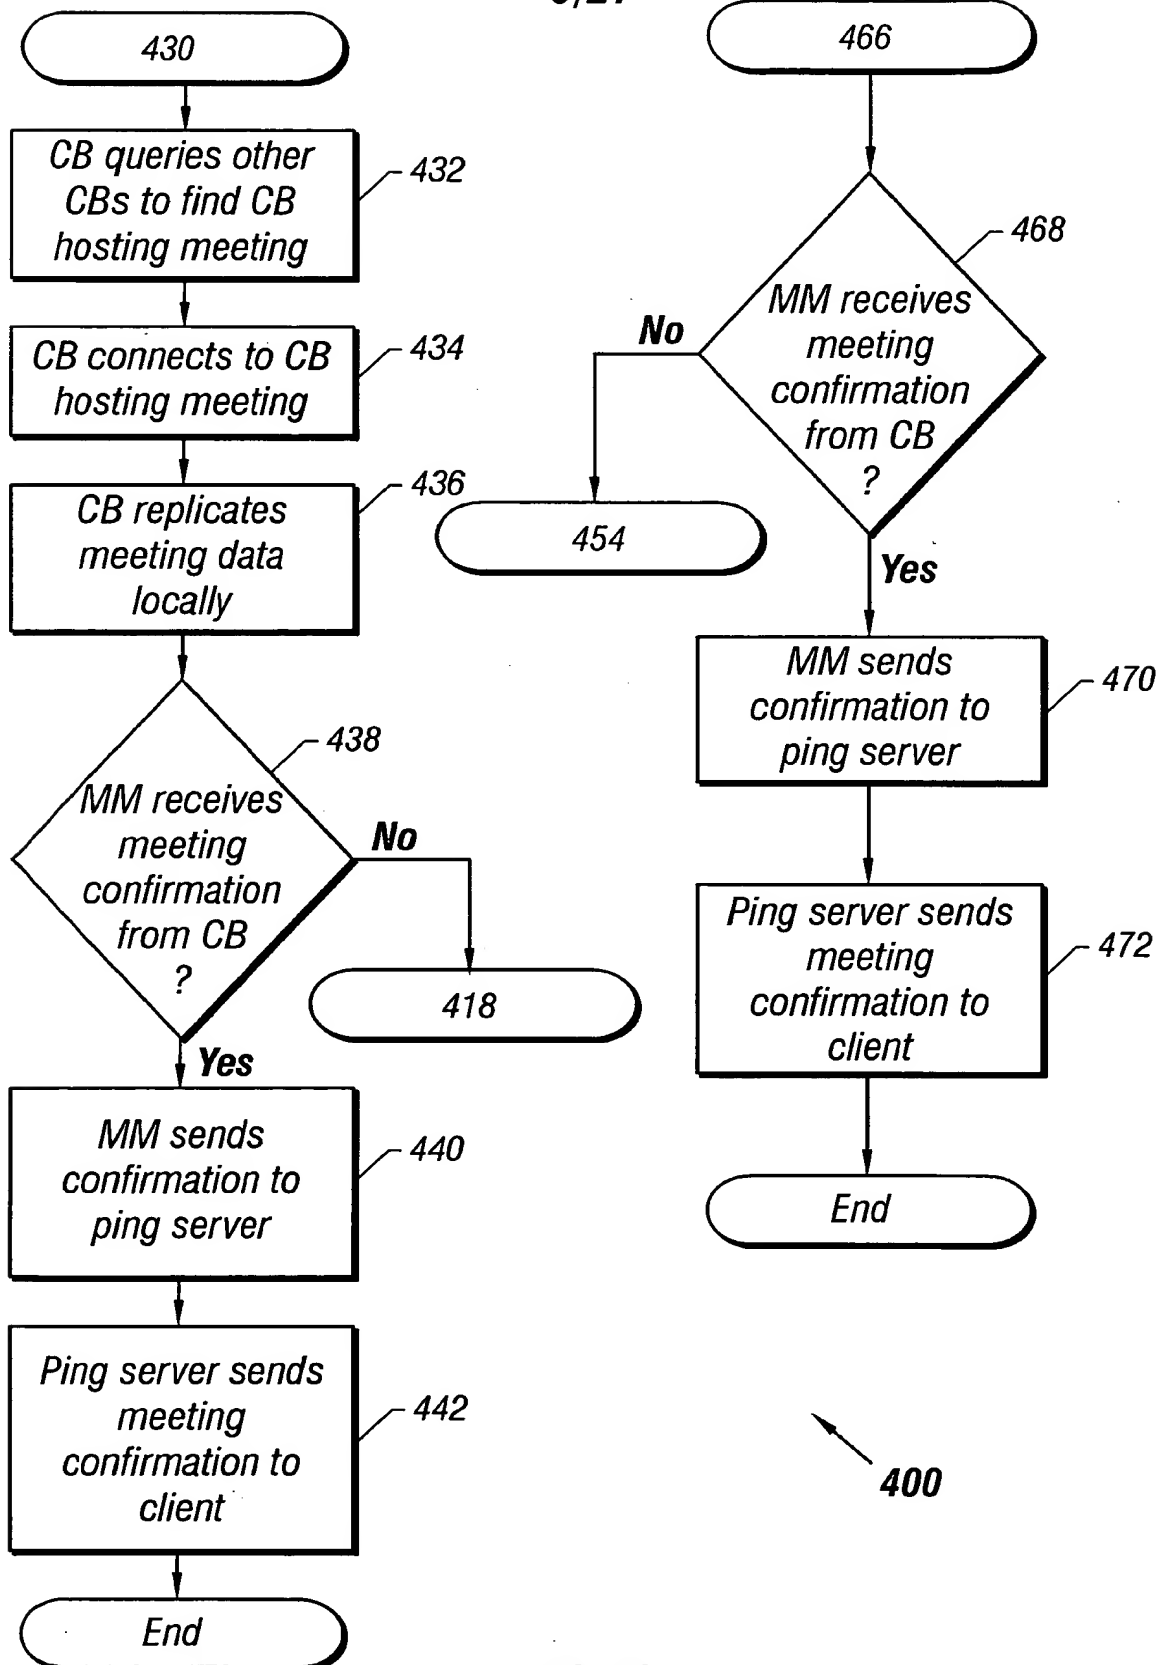 430
CB queries other
CBs to find CB
hosting meeting
432
CB connects to CB
hosting meeting
434
CB replicates
meeting data
locally
436
MM receives
meeting
confirmation
from CB
?
438
No
418
Yes
MM sends
confirmation to
ping server
440
Ping server sends
meeting
confirmation to
client
442
End
466
MM receives
meeting
confirmation
from CB
?
468
No
454
Yes
MM sends
confirmation to
ping server
470
Ping server sends
meeting
confirmation to
client
472
End
400